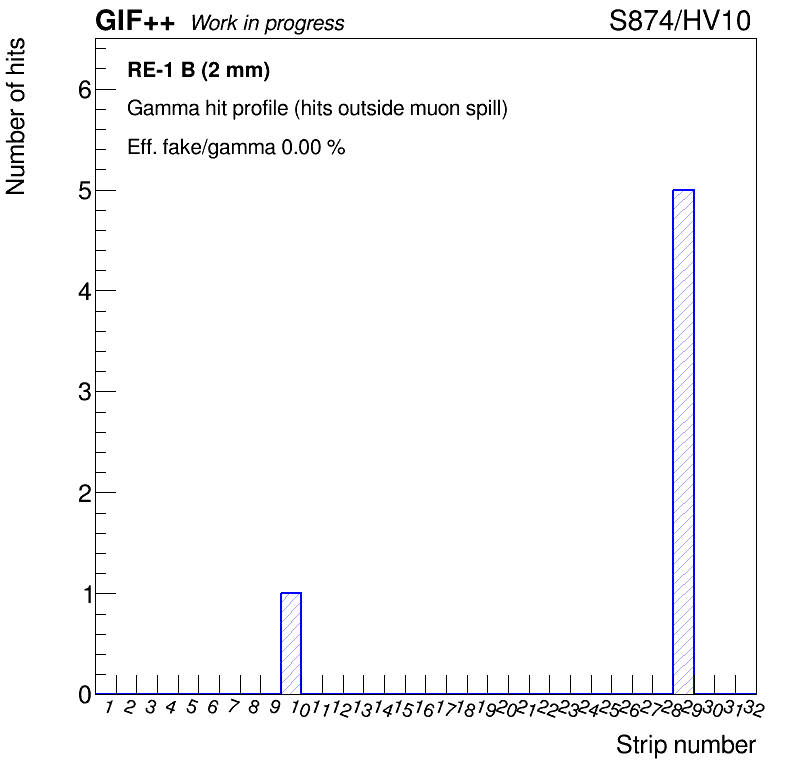 GIF++ Work in progress S874/HV10
Number of hits
RE-1 B (2 mm)
Gamma hit profile (hits outside muon spill)
Eff. fake/gamma 0.00 %
6
5
4
3
2
1
0
1 2 3 4 5 6 7 8 9 10 11 12 13 14 15 16 17 18 19 20 21 22 23 24 25 26 27 28 29 30 31 32
Strip number